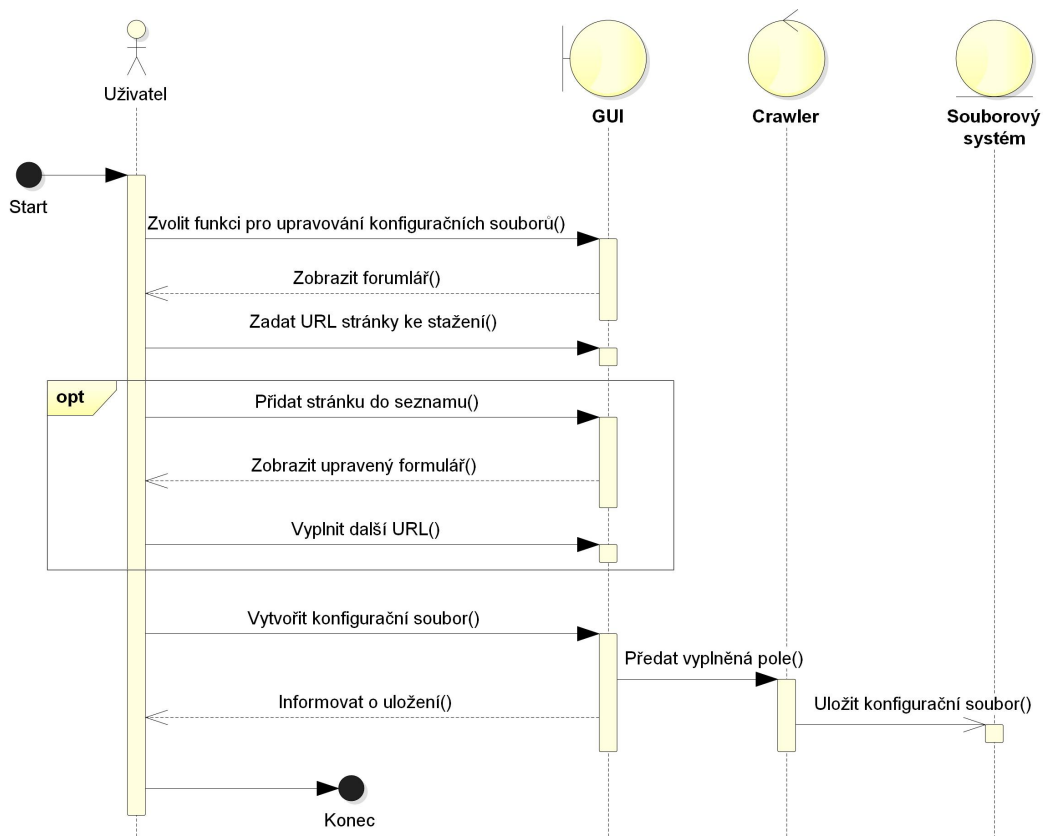 Uživatel
GUI
Crawler
Souborový
systém
Start
Zvolit funkci pro upravování konfiguračních souborů()
Zobrazit forumlář()
Zadat URL stránky ke stažení()
opt
Přidat stránku do seznamu()
Zobrazit upravený formulář()
Vyplnit další URL()
Vytvořit konfigurační soubor()
Předat vyplněná pole()
Informovat o uložení()
Uložit konfigurační soubor()
Konec